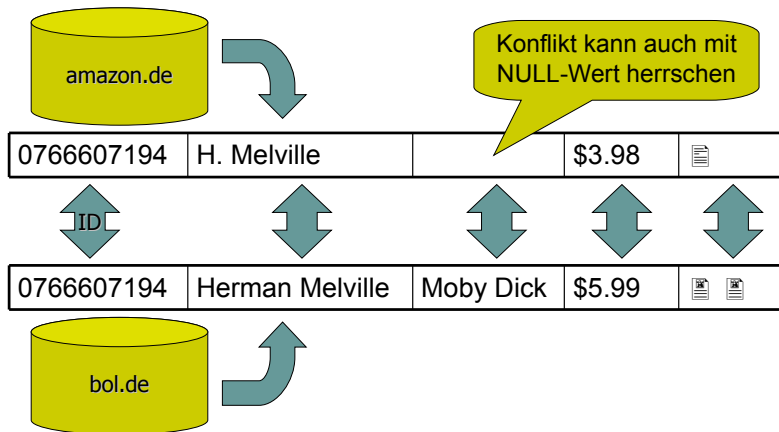 amazon.de
Konflikt kann auch mit
NULL-Wert herrschen
0766607194 H. Melville $3.98
ID
0766607194 Herman Melville Moby Dick $5.99
bol.de